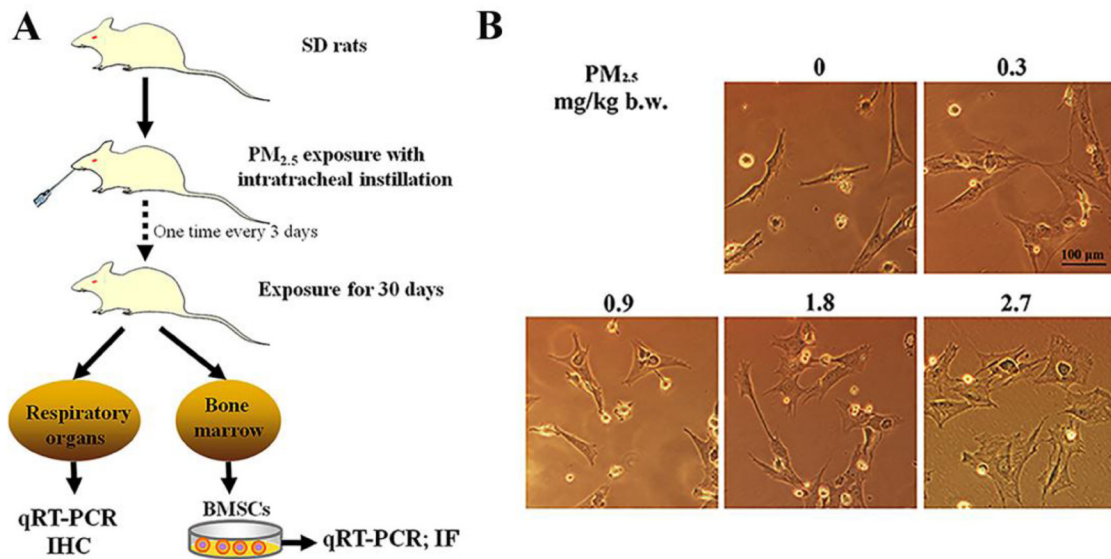 A
SD rats
PM2.5 exposure with
intratracheal instillation
One time every 3 days
Exposure for 30 days
Respiratory
organs
Bone
marrow
qRT-PCR
IHC
BMSCs
qRT-PCR; IF
B
PM2.5
mg/kg b.w.
0
0.3
100 μm
0.9
1.8
2.7